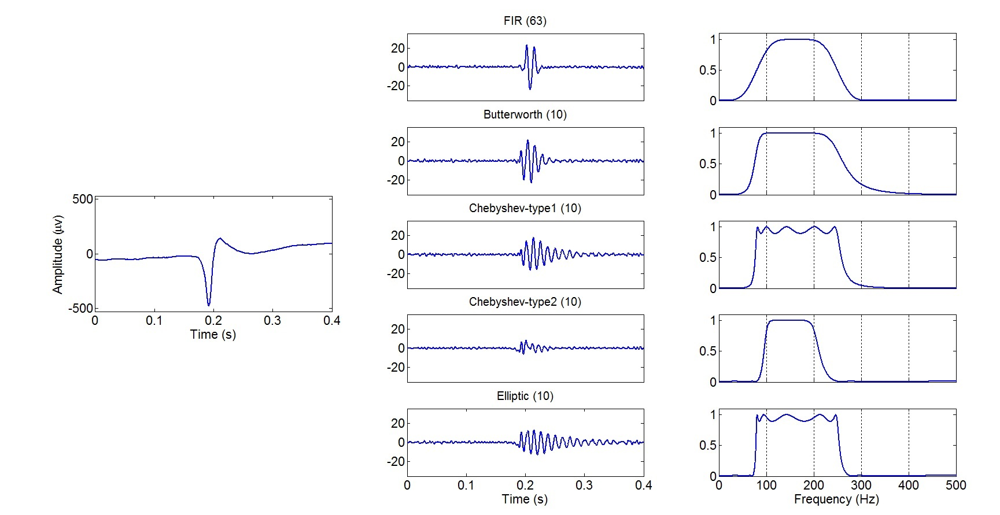 500
0
-500
0 0.1 0.2 0.3 0.4
Time (s)
Amplitude (μv)
FIR (63)
20
0
-20
1
0.5
0
Butterworth (10)
20
0
-20
1
0.5
0
Chebyshev-type1 (10)
20
0
-20
1
0.5
0
Chebyshev-type2 (10)
20
0
-20
1
0.5
0
Elliptic (10)
20
0
-20
0 0.1 0.2 0.3 0.4
Time (s)
1
0.5
0
0 100 200 300 400 500
Frequency (Hz)